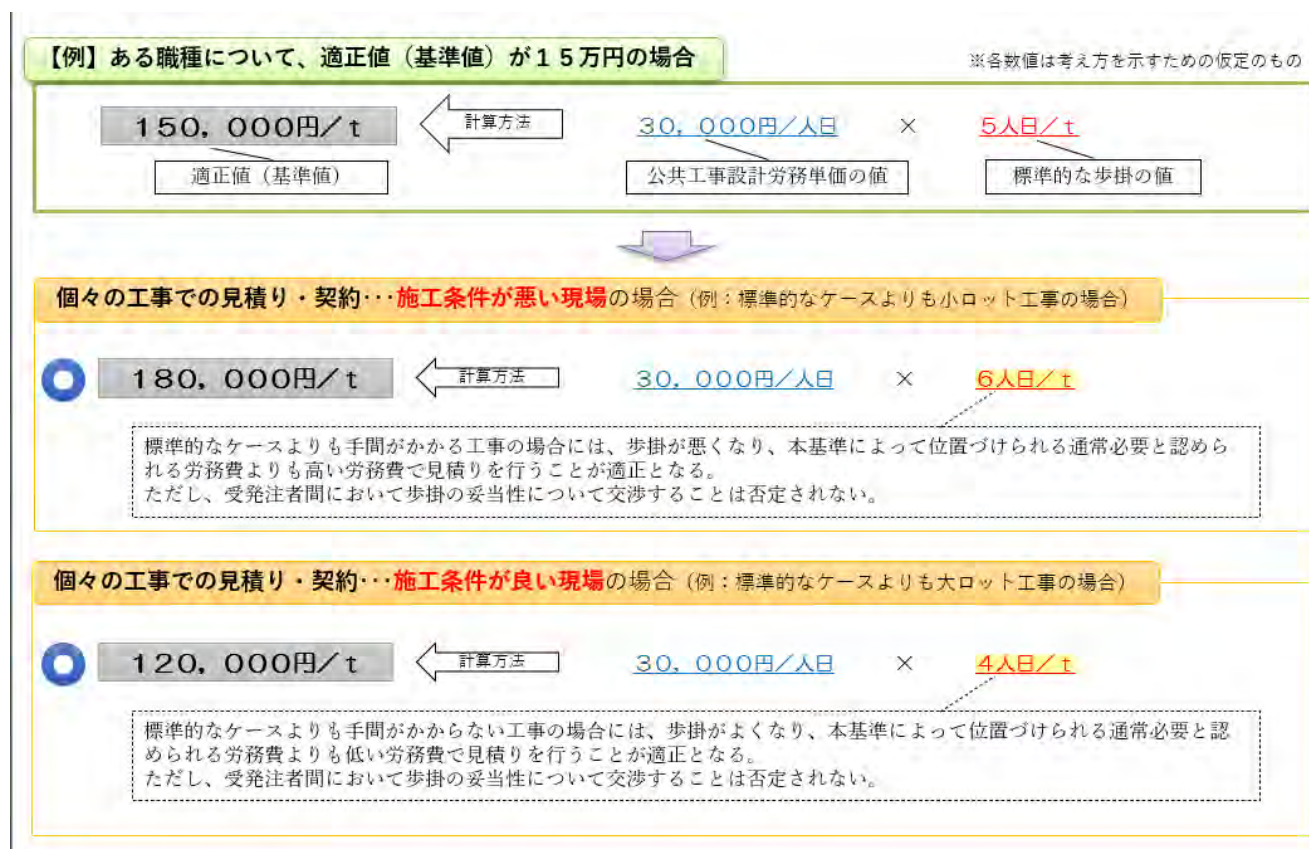 【例】ある職種について、適正値（基準値）が１５万円の場合
※各数値は考え方を示すための仮定のもの
１５０，０００円／ｔ
計算方法
３０，０００円／人日
×
５人日／ｔ
適正値（基準値）
公共工事設計労務単価の値
標準的な歩掛の値
個々の工事での見積り・契約･･･施工条件が悪い現場の場合（例：標準的なケースよりも小ロット工事の場合）
１８０，０００円／ｔ
計算方法
３０，０００円／人日
×
６人日／ｔ
標準的なケースよりも手間がかかる工事の場合には、歩掛が悪くなり、本基準によって位置づけられる通常必要と認めら
れる労務費よりも高い労務費で見積りを行うことが適正となる。
ただし、受発注者間において歩掛の妥当性について交渉することは否定されない。
個々の工事での見積り・契約･･･施工条件が良い現場の場合（例：標準的なケースよりも大ロット工事の場合）
１２０，０００円／ｔ
計算方法
３０，０００円／人日
×
４人日／ｔ
標準的なケースよりも手間がかからない工事の場合には、歩掛がよくなり、本基準によって位置づけられる通常必要と認
められる労務費よりも低い労務費で見積りを行うことが適正となる。
ただし、受発注者間において歩掛の妥当性について交渉することは否定されない。